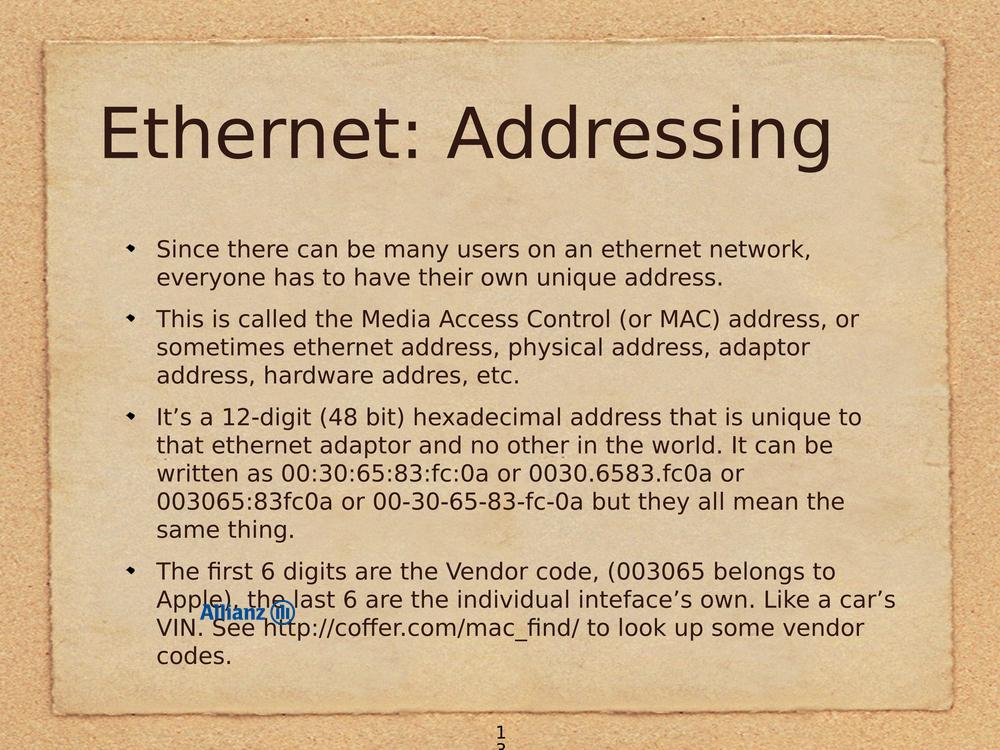 Ethernet: Addressing
Since there can be many users on an ethernet network,
everyone has to have their own unique address.
This is called the Media Access Control (or MAC) address, or
sometimes ethernet address, physical address, adaptor
address, hardware addres, etc.
It’s a 12-digit (48 bit) hexadecimal address that is unique to
that ethernet adaptor and no other in the world. It can be
written as 00:30:65:83:fc:0a or 0030.6583.fc0a or
003065:83fc0a or 00-30-65-83-fc-0a but they all mean the
same thing.
The first 6 digits are the Vendor code, (003065 belongs to
Apple), the last 6 are the individual inteface’s own. Like a car’s
Allianz
VIN. See http://coffer.com/mac_find/ to look up some vendor
codes.
1
3